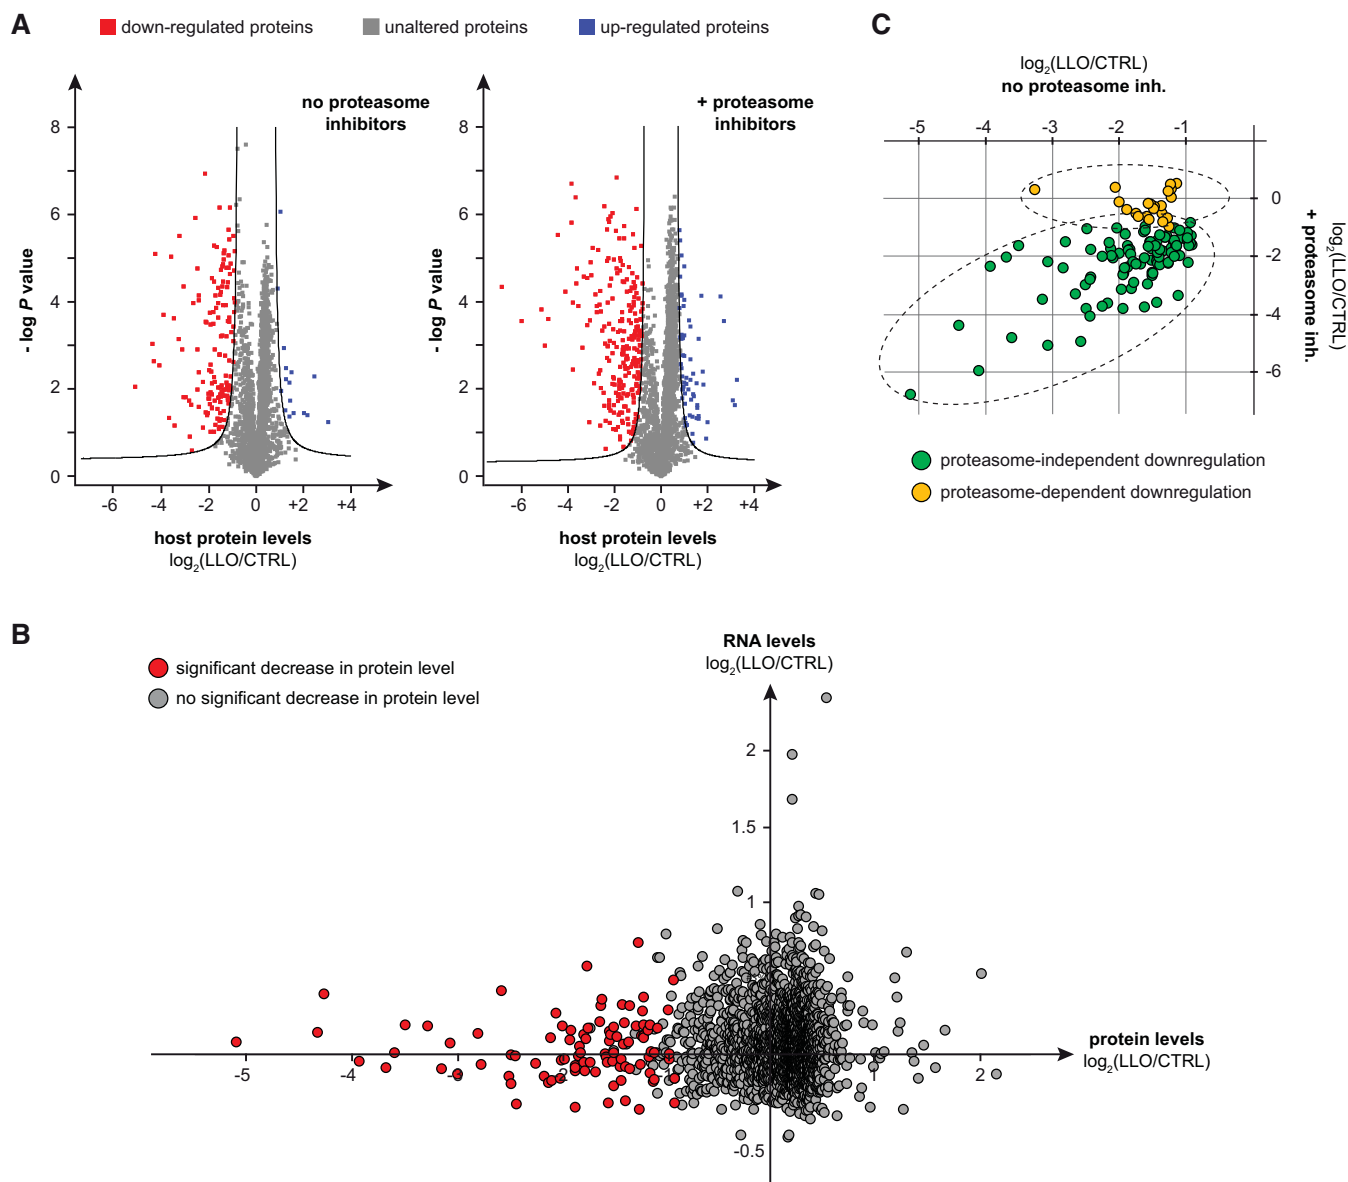 A
down-regulated proteins
unaltered proteins
up-regulated proteins
no proteasome
inhibitors
8
6
4
2
0
- log P value
-6 -4 -2 0 +2 +4
host protein levels
log2(LLO/CTRL)
+ proteasome
inhibitors
8
6
4
2
0
- log P value
-6 -4 -2 0 +2 +4
host protein levels
log2(LLO/CTRL)
C
log2(LLO/CTRL)
no proteasome inh.
-5 -4 -3 -2 -1
0
-2
-4
-6
log2(LLO/CTRL)
+ proteasome inh.
proteasome-independent downregulation
proteasome-dependent downregulation
B
significant decrease in protein level
no significant decrease in protein level
RNA levels
log2(LLO/CTRL)
2
1.5
1
-0.5
-5 -4 -3 -2 1 2
protein levels
log2(LLO/CTRL)